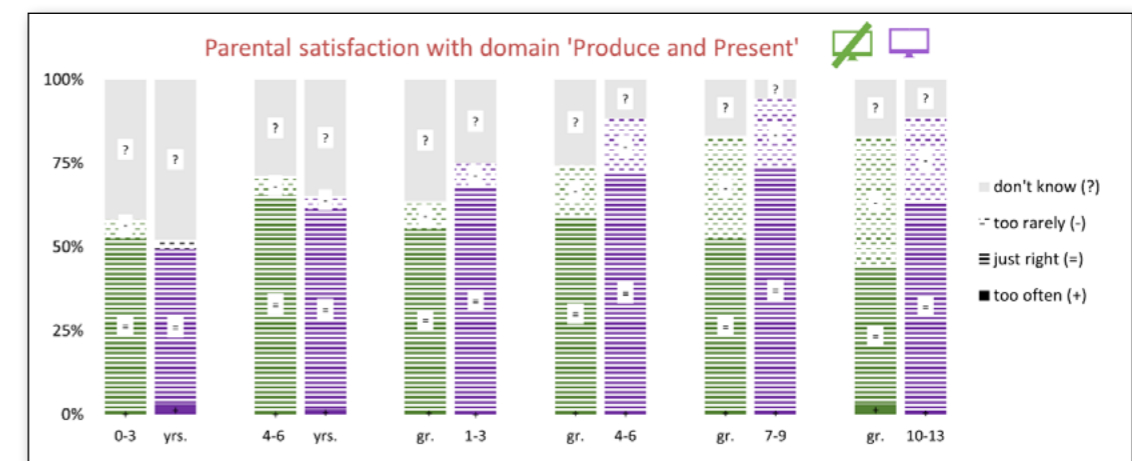 Parental satisfaction with domain 'Produce and Present'
100%
75%
50%
25%
0%
? ? ? ? ? ? ? ? ? ? ? ?
- - - - - - - - - - -
= = = = = = = = = = = =
+ + + + + + + + + + + +
0-3 yrs. 4-6 yrs. gr. 1-3 gr. 4-6 gr. 7-9 gr. 10-13
don't know (?)
too rarely (-)
just right (=)
too often (+)